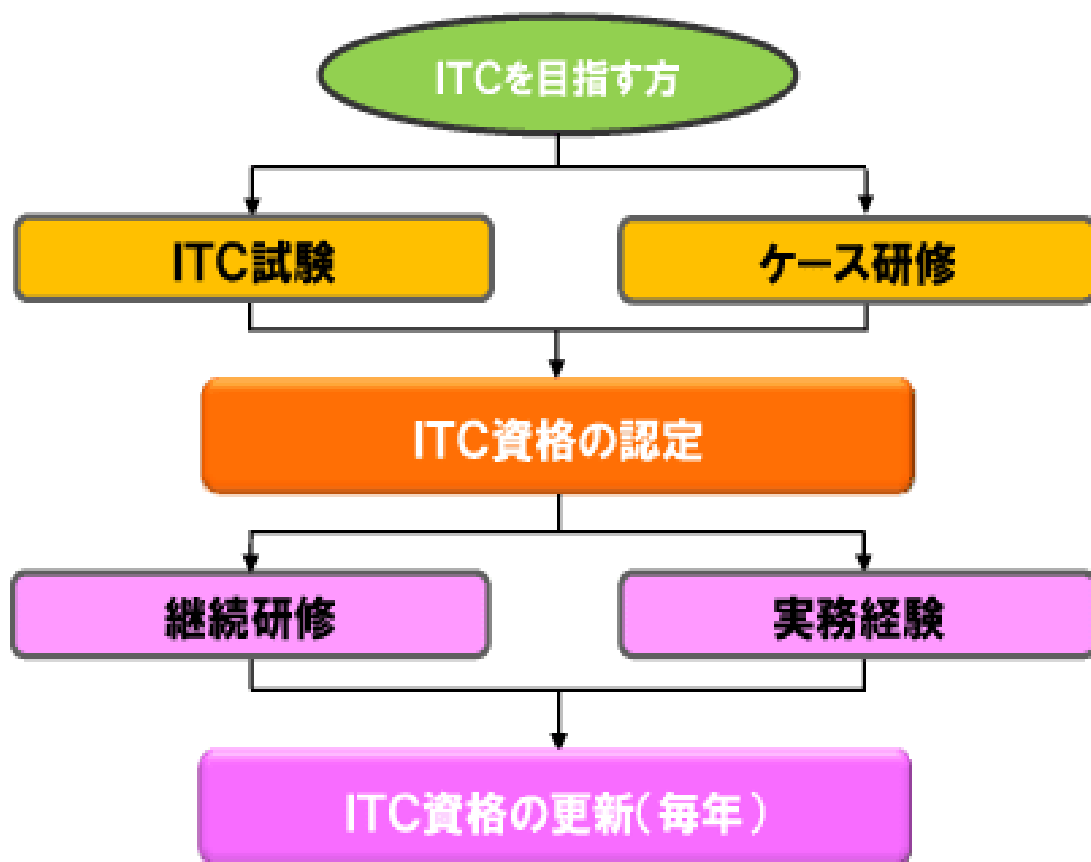 ITCを目指す方
ITC試験
ケース研修
ITC資格の認定
継続研修
実務経験
ITC資格の更新(毎年)